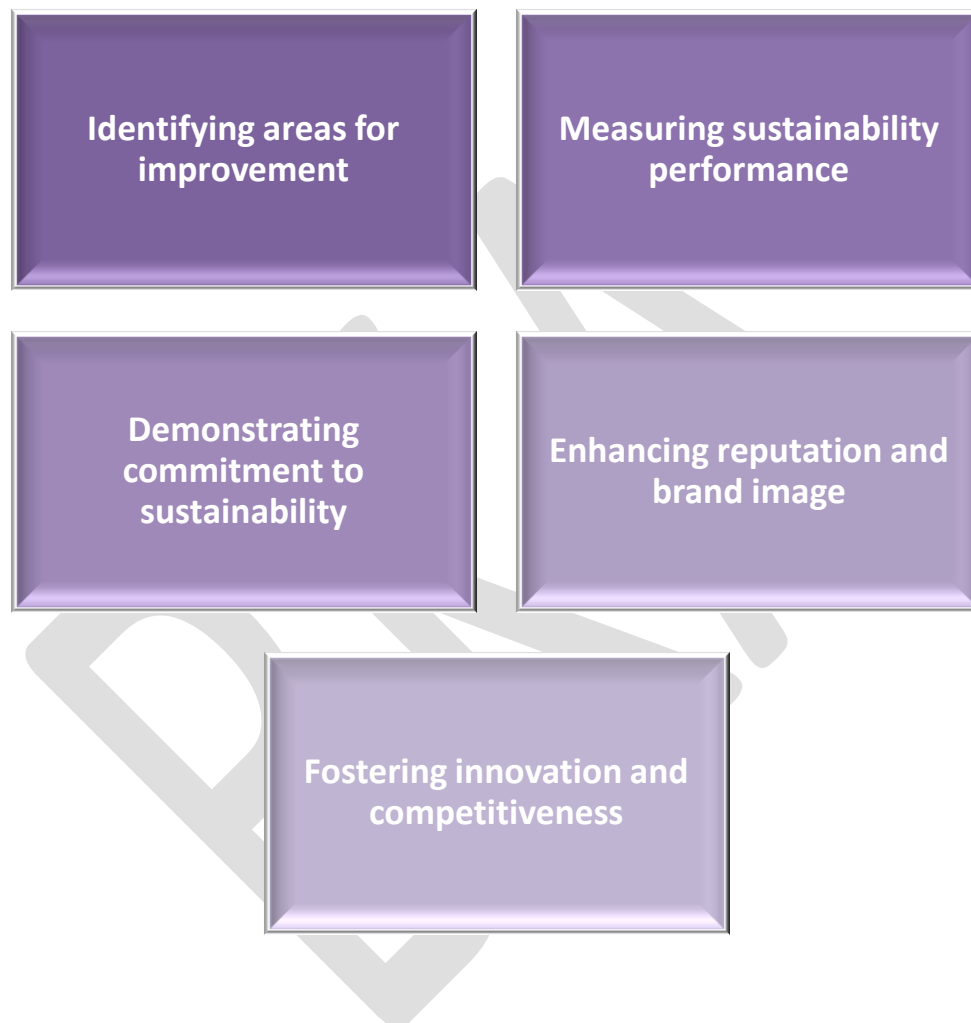 Identifying areas for
improvement
Measuring sustainability
performance
Demonstrating
commitment to
sustainability
Enhancing reputation and
brand image
Fostering innovation and
competitiveness